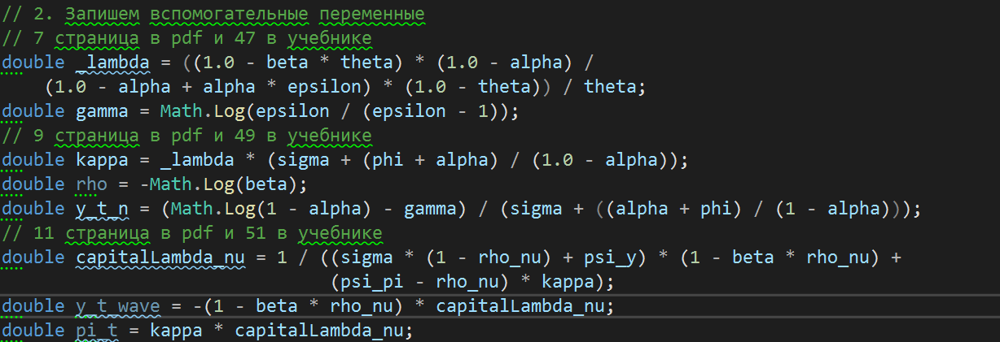 // 2. Запишем вспомогательные переменные
// 7 страница в pdf и 47 в учебнике
double _lambda = ((1.0 - beta * theta) * (1.0 - alpha) /
    (1.0 - alpha + alpha * epsilon) * (1.0 - theta)) / theta;
double gamma = Math.Log(epsilon / (epsilon - 1));
// 9 страница в pdf и 49 в учебнике
double kappa = _lambda * (sigma + (phi + alpha) / (1.0 - alpha));
double rho = -Math.Log(beta);
double y_t_n = (Math.Log(1 - alpha) - gamma) / (sigma + ((alpha + phi) / (1 - alpha)));
// 11 страница в pdf и 51 в учебнике
double capitalLambda_nu = 1 / ((sigma * (1 - rho_nu) + psi_y) * (1 - beta * rho_nu) +
                               (psi_pi - rho_nu) * kappa);
double y_t_wave = -(1 - beta * rho_nu) * capitalLambda_nu;
double pi_t = kappa * capitalLambda_nu;